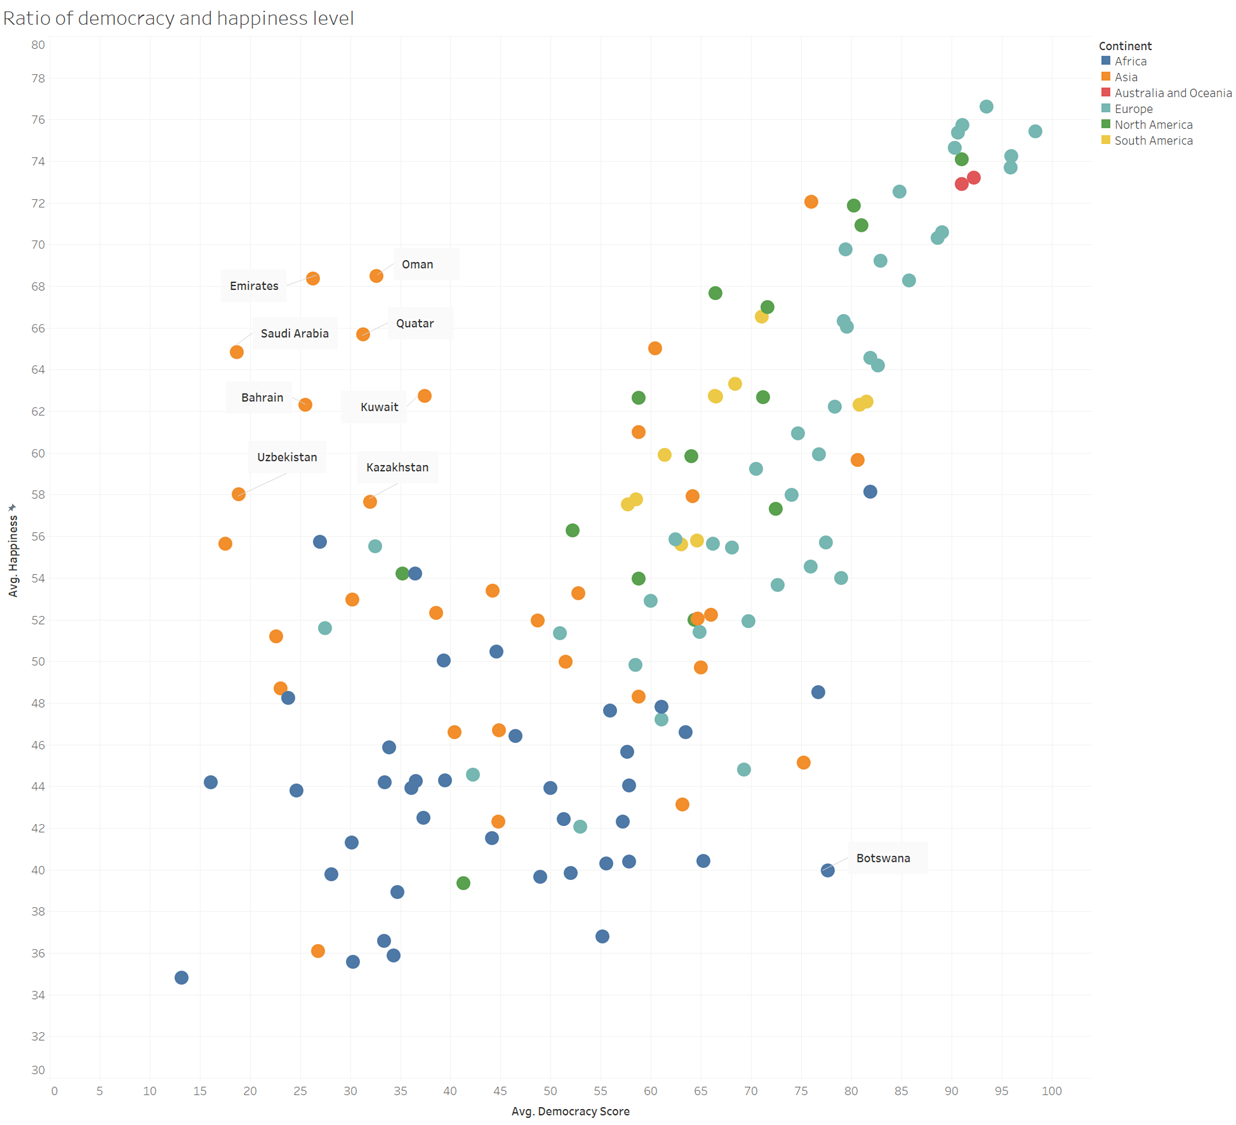 Ratio of democracy and happiness level
Continent
Africa
Asia
Australia and Oceania
Europe
North America
South America
80
78
76
74
72
70
68
66
64
62
60
58
56
54
52
50
48
46
44
42
40
38
36
34
32
30
Avg. Happiness
Oman
Emirates
Quatar
Saudi Arabia
Bahrain
Kuwait
Uzbekistan
Kazakhstan
Botswana
0 5 10 15 20 25 30 35 40 45 50 55 60 65 70 75 80 85 90 95 100
Avg. Democracy Score